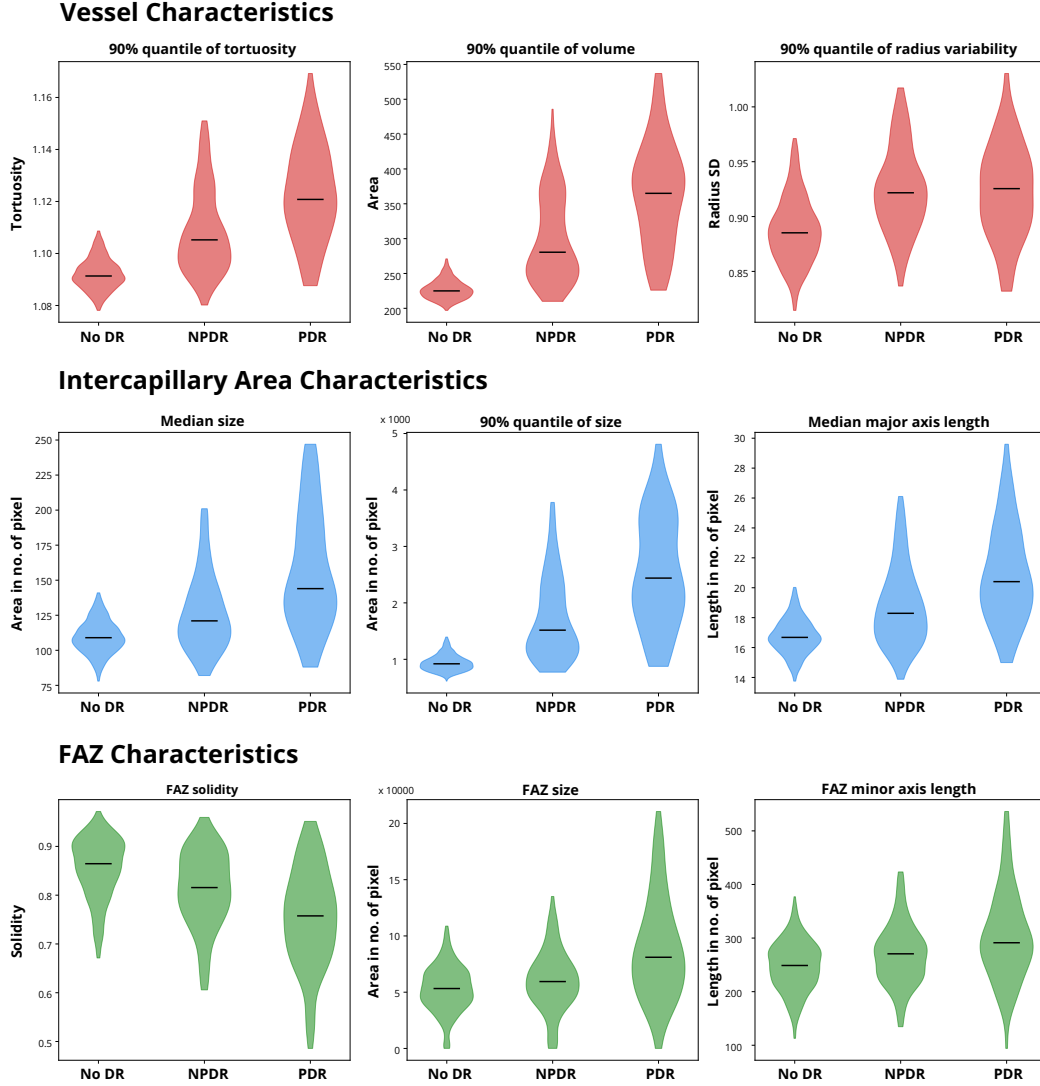 Vessel Characteristics
90% quantile of tortuosity
90% quantile of volume
90% quantile of radius variability
Tortuosity
1.16
1.14
1.12
1.10
1.08
No DR NPDR PDR
Area
550
500
450
400
350
300
250
200
No DR NPDR PDR
Radius SD
1.00
0.95
0.90
0.85
No DR NPDR PDR
Intercapillary Area Characteristics
Median size
x 1000
90% quantile of size
Median major axis length
Area in no. of pixel
250
225
200
175
150
125
100
75
No DR NPDR PDR
Area in no. of pixel
5
4
3
2
1
No DR NPDR PDR
Length in no. of pixel
30
28
26
24
22
20
18
16
14
No DR NPDR PDR
FAZ Characteristics
FAZ solidity
x 10000
FAZ size
FAZ minor axis length
Solidity
0.9
0.8
0.7
0.6
0.5
No DR NPDR PDR
Area in no. of pixel
20
15
10
5
0
No DR NPDR PDR
Length in no. of pixel
500
400
300
200
100
No DR NPDR PDR